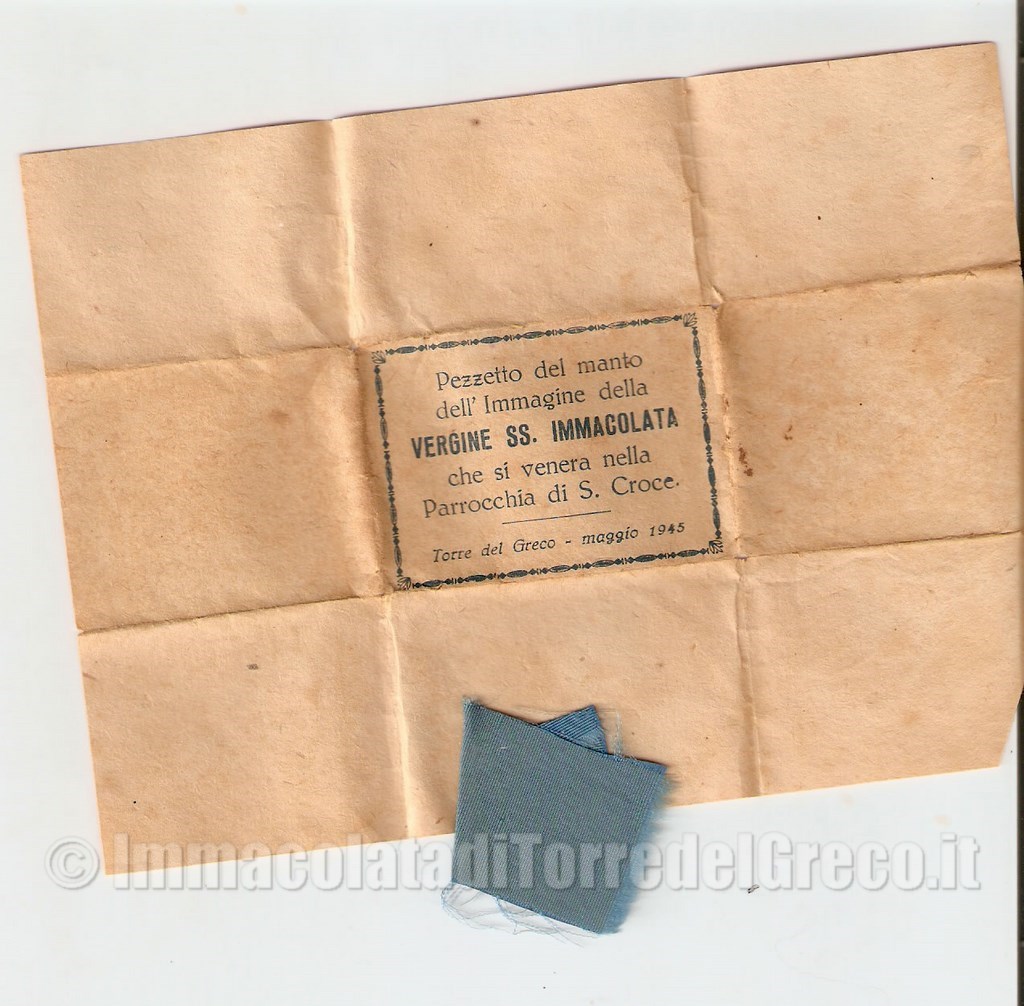 Pezzetto del manto
dell' Immagine della
VERGINE SS. IMMACOLATA
che si venera nella
Parrocchia di S. Croce.
Torre del Greco - maggio 1945
© ImmacolatadiTorredelGreco.it